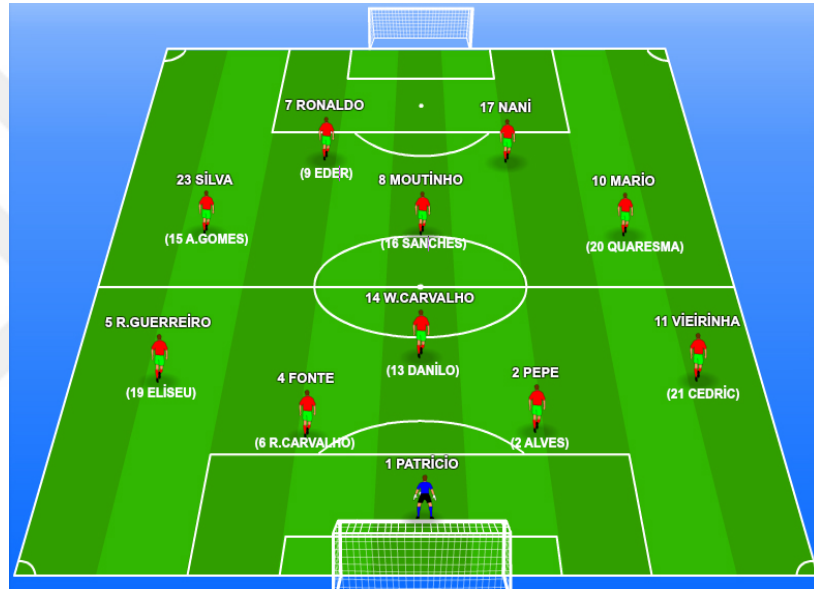 7 RONALDO
17 NANİ
(9 EDER)
23 SİLVA
8 MOUTİNHO
10 MARİO
(15 A.GOMES)
(16 SANCHES)
(20 QUARESMA)
14 W.CARVALHO
5 R.GUERREİRO
11 VİEİRİNHA
(13 DANİLO)
4 FONTE
2 PEPE
(19 ELİSEU)
(21 CEDRİC)
(6 R.CARVALHO)
(2 ALVES)
1 PATRİCİO